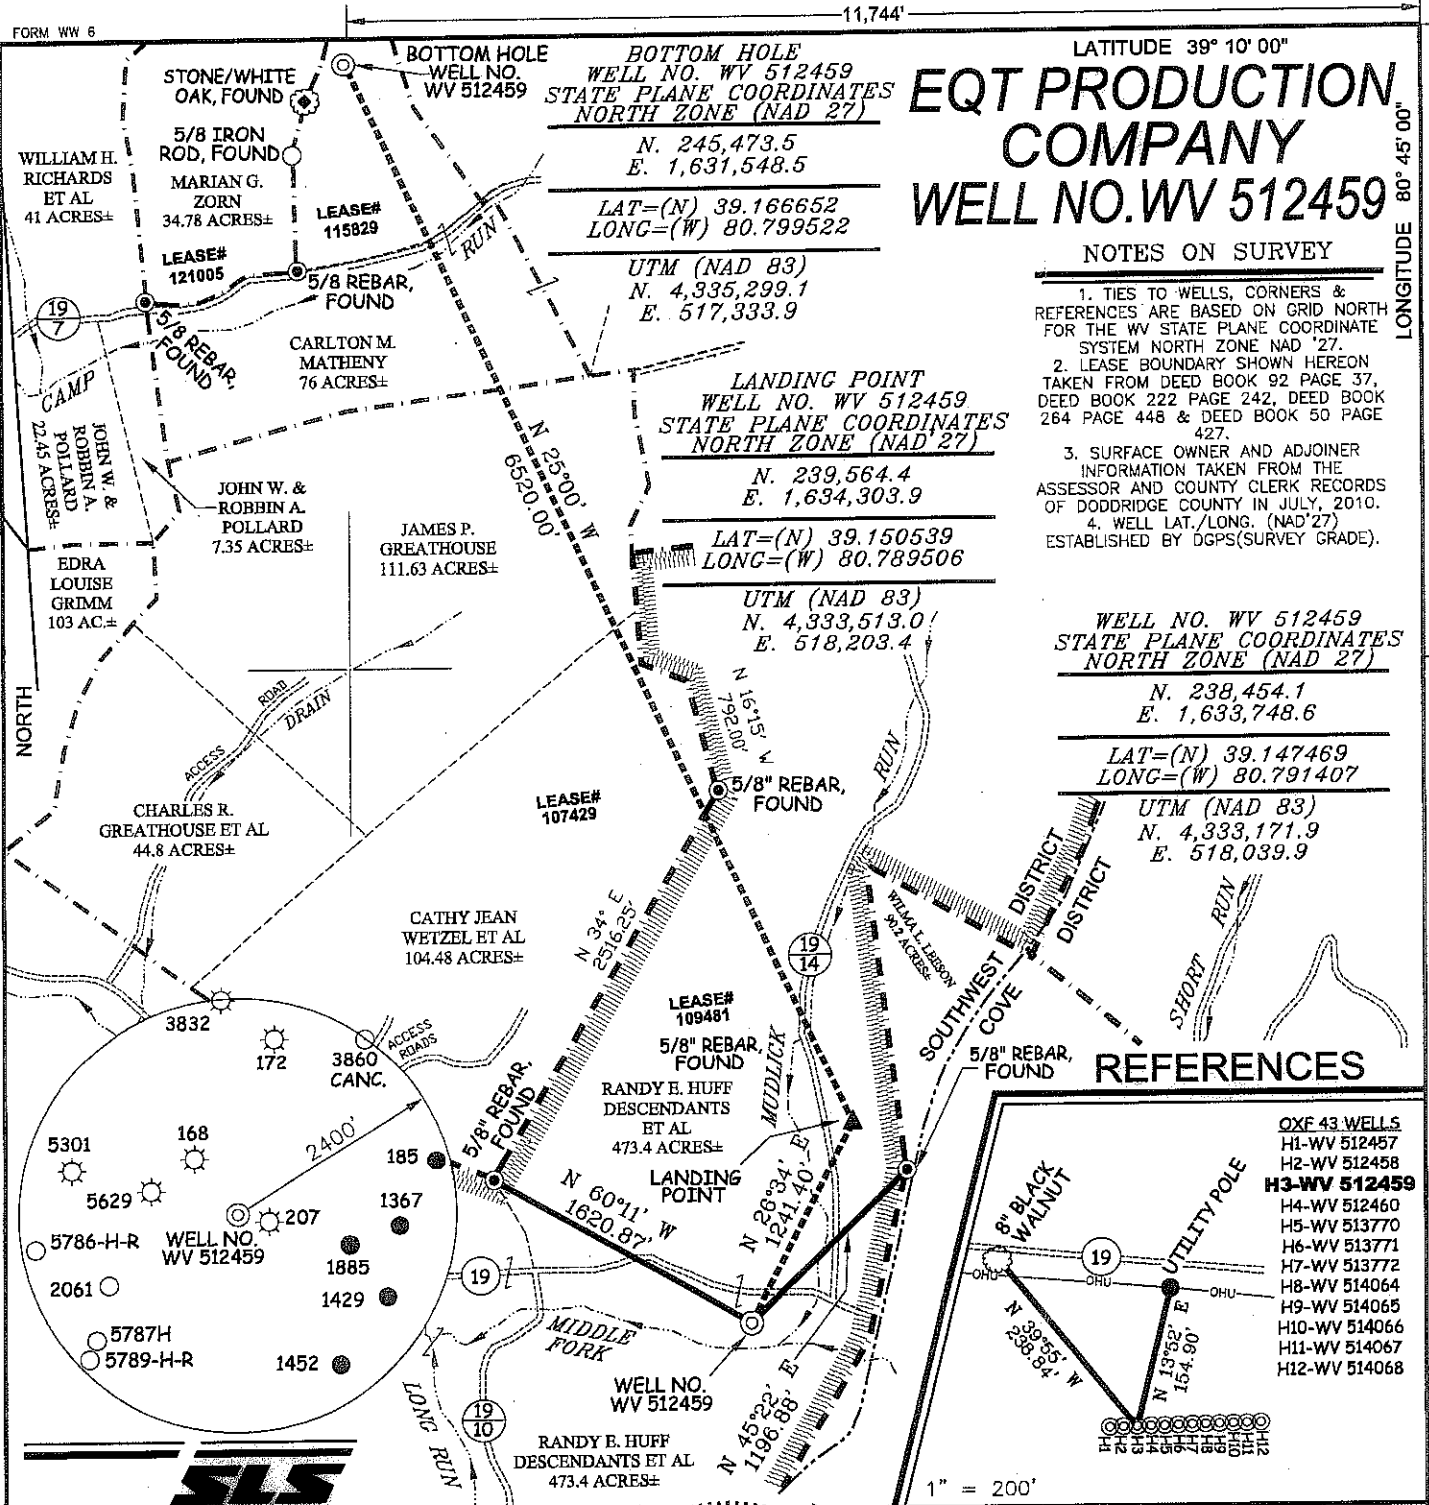 FORM WW 6
11,744'
BOTTOM HOLE
WELL NO.
WV 512459
STONE/WHITE
OAK, FOUND
5/8 IRON
ROD, FOUND
WILLIAM H.
RICHARDS
ET AL
41 ACRES±
MARIAN G.
ZORN
34.78 ACRES±
LEASE#
115829
LEASE#
121005
RUN
5/8 REBAR,
FOUND
19
7
5/8 REBAR,
FOUND
CAMP
CARLTON M.
MATHENY
76 ACRES±
JOHN W. &
ROBBIN A.
POLLARD
22.45 ACRES±
JOHN W. &
ROBBIN A.
POLLARD
7.35 ACRES±
EDRA
LOUISE
GRIMM
103 AC.±
JAMES P.
GREATHOUSE
111.63 ACRES±
N 25°00' W
6520.00'
BOTTOM HOLE
WELL NO. WV 512459
STATE PLANE COORDINATES
NORTH ZONE (NAD 27)
N. 245,473.5
E. 1,631,548.5
LAT=(N) 39.166652
LONG=(W) 80.799522
UTM (NAD 83)
N. 4,335,299.1
E. 517,333.9
LATITUDE 39° 10' 00"
EQT PRODUCTION
COMPANY
WELL NO.WV 512459
LONGITUDE 80° 45' 00"
NOTES ON SURVEY
1. TIES TO WELLS, CORNERS &
REFERENCES ARE BASED ON GRID NORTH
FOR THE WV STATE PLANE COORDINATE
SYSTEM NORTH ZONE NAD '27.
2. LEASE BOUNDARY SHOWN HEREON
TAKEN FROM DEED BOOK 92 PAGE 37,
DEED BOOK 222 PAGE 242, DEED BOOK
264 PAGE 448 & DEED BOOK 50 PAGE
427.
3. SURFACE OWNER AND ADJOINER
INFORMATION TAKEN FROM THE
ASSESSOR AND COUNTY CLERK RECORDS
OF DODDRIDGE COUNTY IN JULY, 2010.
4. WELL LAT./LONG. (NAD'27)
ESTABLISHED BY DGPS(SURVEY GRADE).
LANDING POINT
WELL NO. WV 512459
STATE PLANE COORDINATES
NORTH ZONE (NAD'27)
N. 239,564.4
E. 1,634,303.9
LAT=(N) 39.150539
LONG=(W) 80.789506
UTM (NAD 83)
N. 4,333,513.0
E. 518,203.4
WELL NO. WV 512459
STATE PLANE COORDINATES
NORTH ZONE (NAD 27)
N. 238,454.1
E. 1,633,748.6
LAT=(N) 39.147469
LONG=(W) 80.791407
UTM (NAD 83)
N. 4,333,171.9
E. 518,039.9
NORTH
ACCESS
ROAD
DRAIN
N 16°15' W
792.00'
5/8" REBAR,
FOUND
RUN
LEASE#
107429
CHARLES R.
GREATHOUSE ET AL
44.8 ACRES±
CATHY JEAN
WETZEL ET AL
104.48 ACRES±
N 34° E
2516.25'
19
14
WILMA L. LEESON
90.2 ACRES±
SOUTHWEST DISTRICT
COVE DISTRICT
SHORT RUN
LEASE#
109481
5/8" REBAR,
FOUND
5/8" REBAR,
FOUND
RANDY E. HUFF
DESCENDANTS
ET AL
473.4 ACRES±
MUDLICK
LANDING
POINT
3832
172
3860
CANC.
ACCESS
ROADS
5301
168
2400'
185
5629
1367
207
5786-H-R
WELL NO.
WV 512459
1885
2061
1429
5787H
5789-H-R
1452
5/8" REBAR,
FOUND
N 60°11' W
1620.87'
N 26°34' E
1241.40'
19
MIDDLE
FORK
WELL NO.
WV 512459
N 45°22' E
1196.88'
LONG RUN
19
10
RANDY E. HUFF
DESCENDANTS ET AL
473.4 ACRES±
SLS
REFERENCES
8" BLACK
WALNUT
19
UTILITY POLE
OHU
OHU
OHU
N 39°55' W
238.84'
N 13°52' E
154.90'
OXF 43 WELLS
H1-WV 512457
H2-WV 512458
H3-WV 512459
H4-WV 512460
H5-WV 513770
H6-WV 513771
H7-WV 513772
H8-WV 514064
H9-WV 514065
H10-WV 514066
H11-WV 514067
H12-WV 514068
H1
H2
H3
H4
H5
H6
H7
H8
H9
H10
H11
H12
1" = 200'